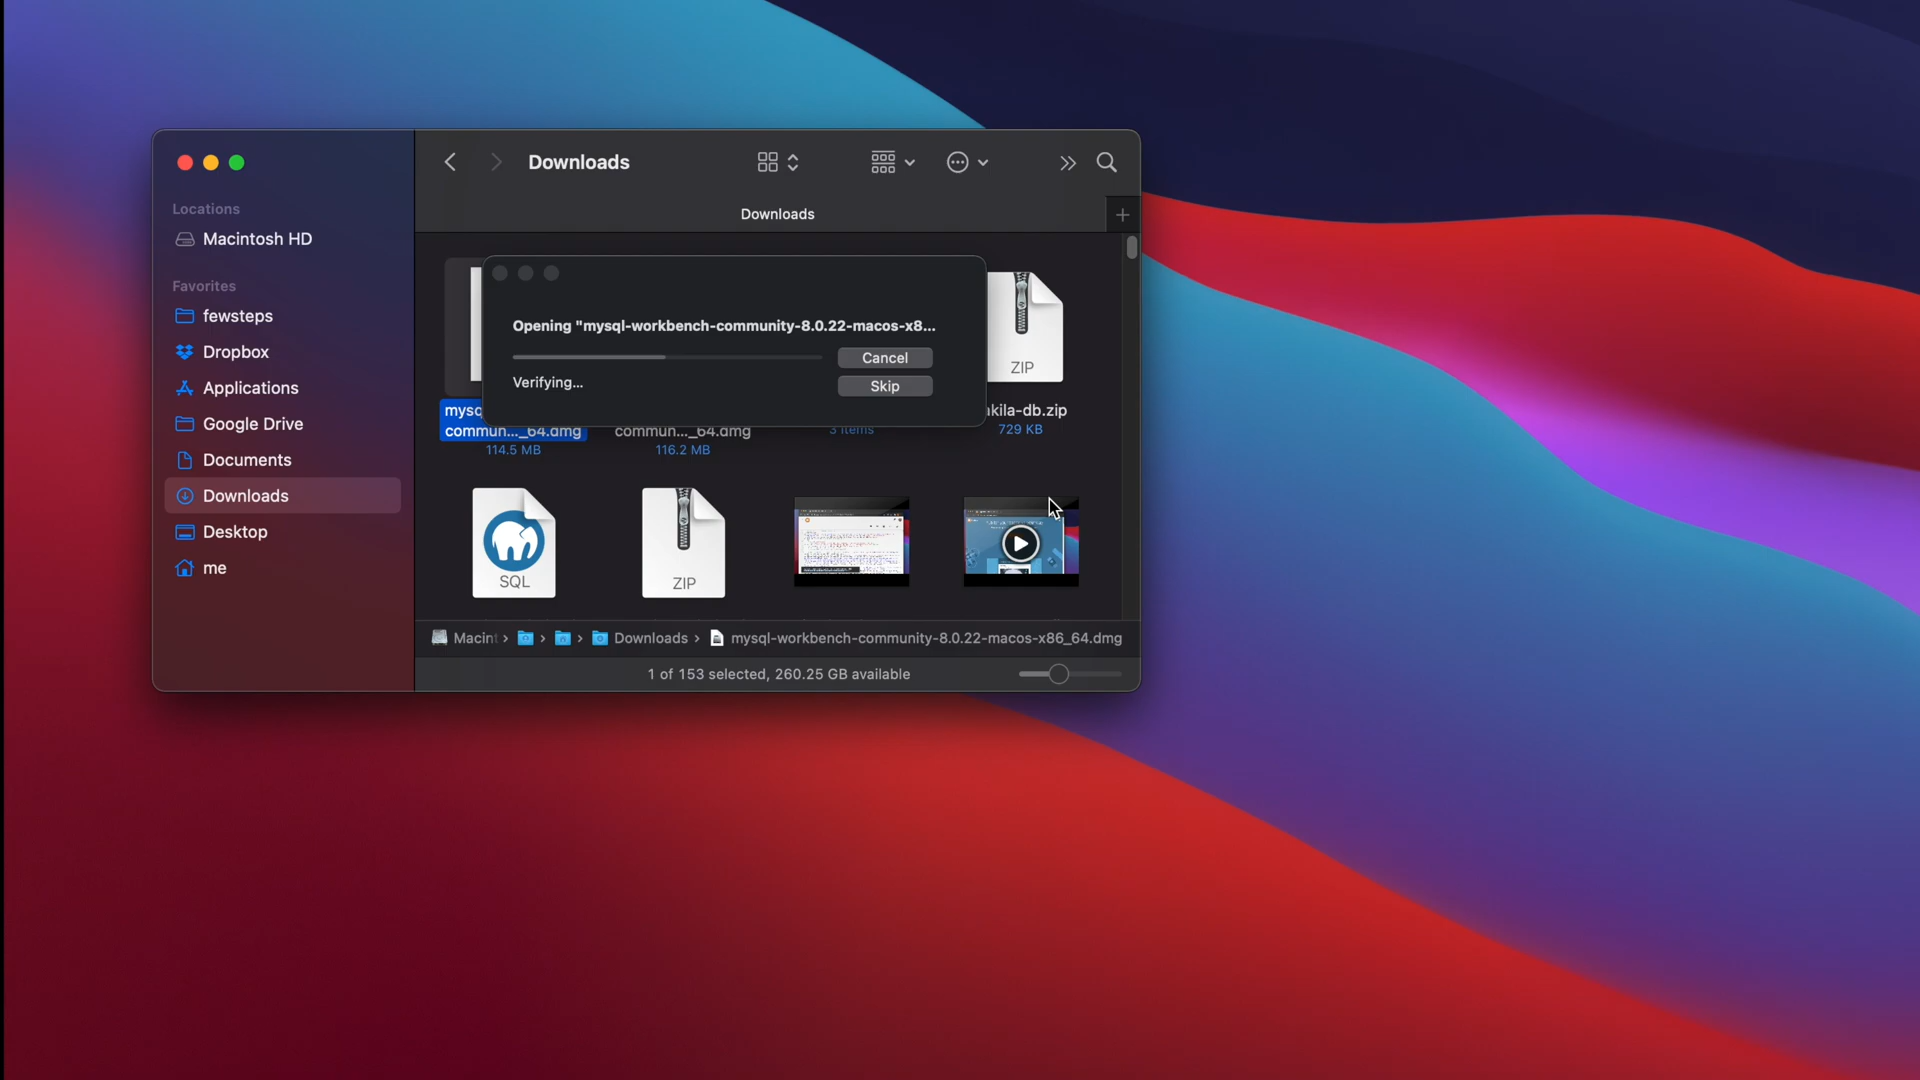 Locations
Macintosh HD
Favorites
fewsteps
Dropbox
Applications
Google Drive
Documents
Downloads
Desktop
me
Downloads
Downloads
Opening "mysql-workbench-community-8.0.22-macos-x8...
Cancel
Verifying...
Skip
ZIP
mysq
commun..._64.dmg
114.5 MB
commun..._64.dmg
116.2 MB
3 items
kila-db.zip
729 KB
SQL
ZIP
Macint
Downloads
mysql-workbench-community-8.0.22-macos-x86_64.dmg
1 of 153 selected, 260.25 GB available